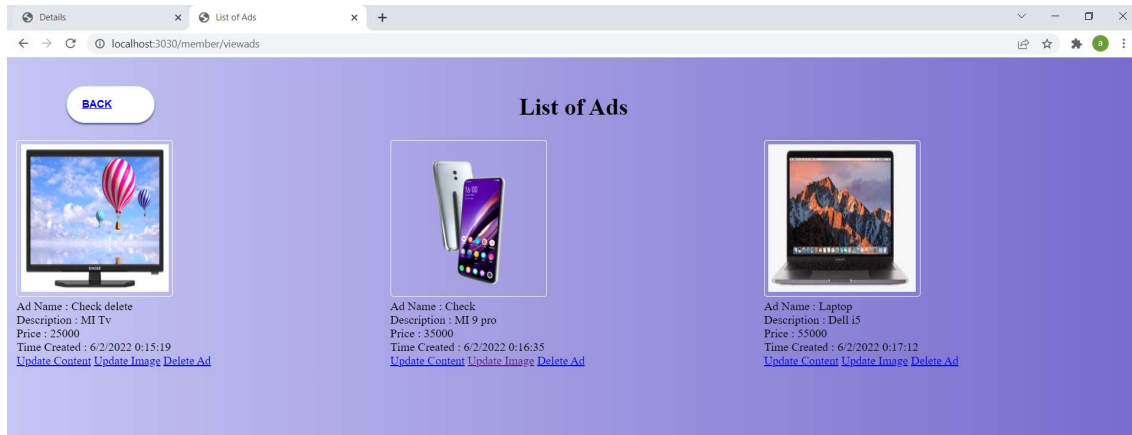 Details
List of Ads
localhost:3030/member/viewads
a
BACK
List of Ads
SINGER
Ad Name : Check delete
Description : MI Tv
Price : 25000
Time Created : 6/2/2022 0:15:19
Update Content Update Image Delete Ad
16:00
Ad Name : Check
Description : MI 9 pro
Price : 35000
Time Created : 6/2/2022 0:16:35
Update Content Update Image Delete Ad
Ad Name : Laptop
Description : Dell i5
Price : 55000
Time Created : 6/2/2022 0:17:12
Update Content Update Image Delete Ad